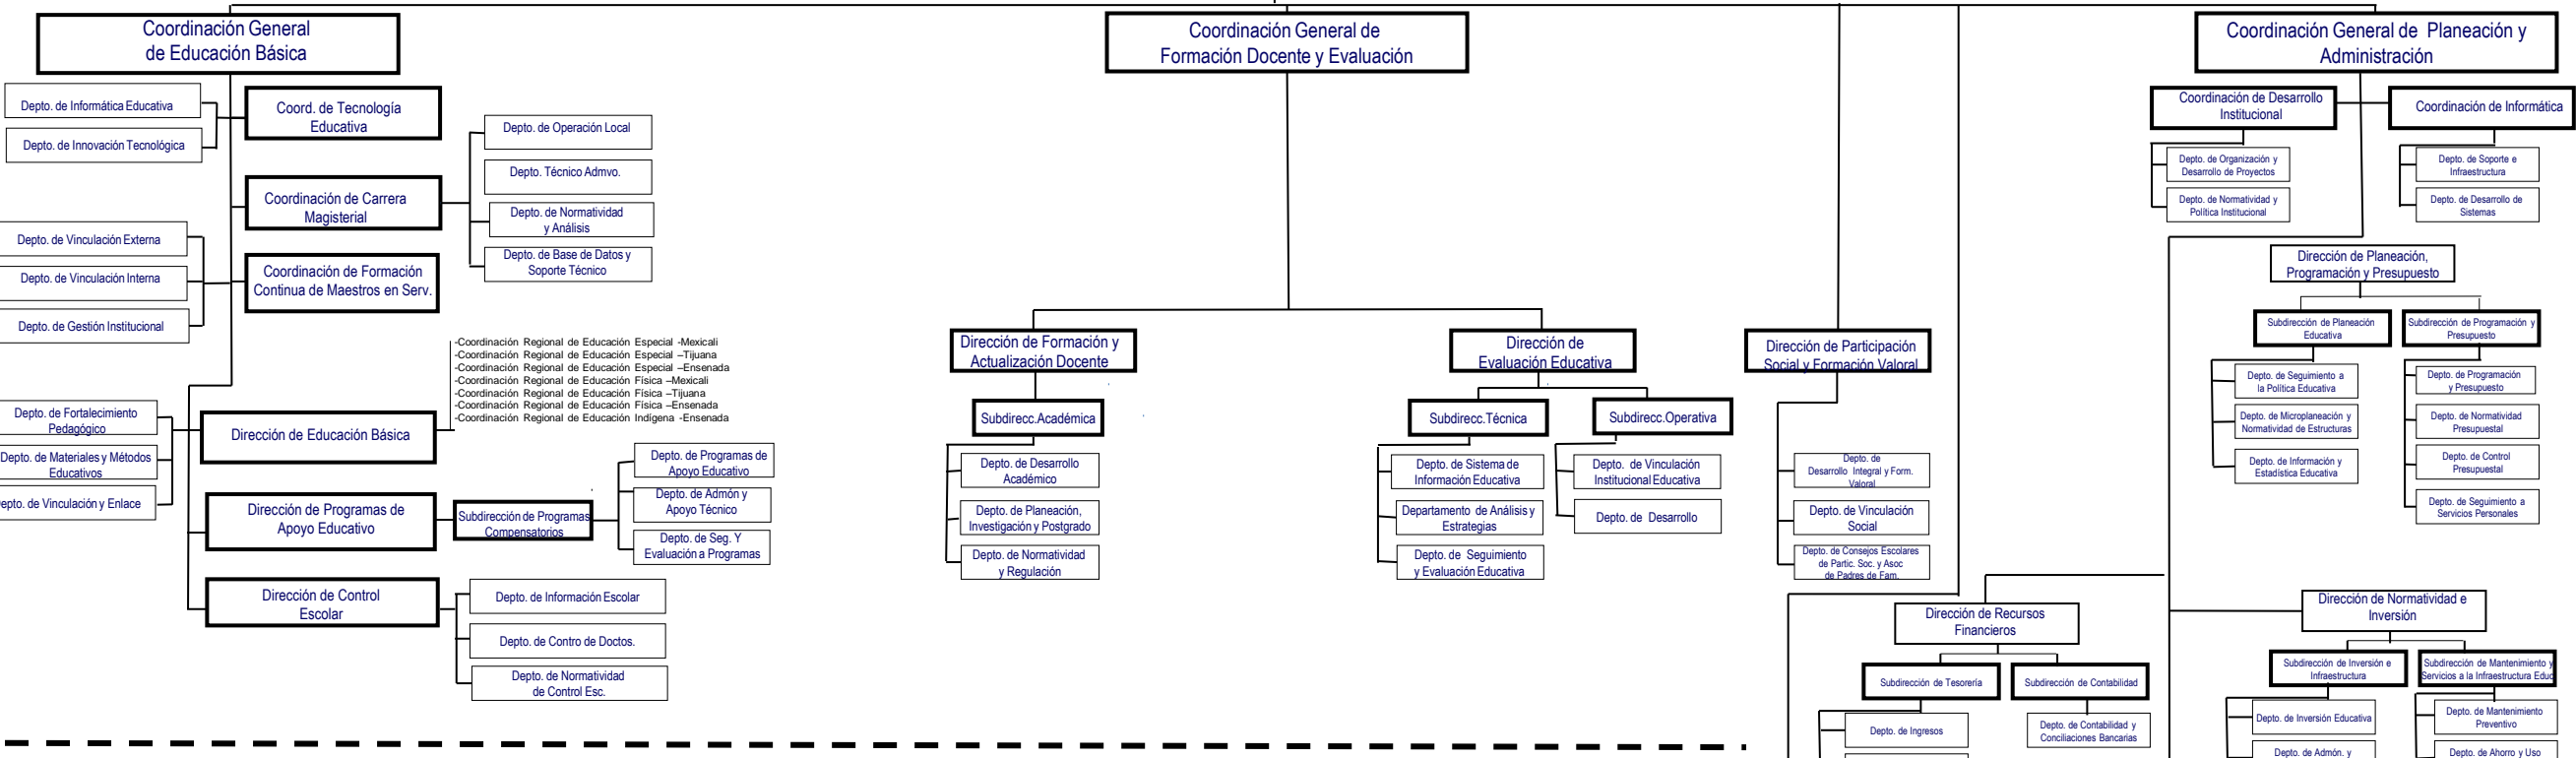 Coordinación General
de Educación Básica
Depto. de Informática Educativa
Depto. de Innovación Tecnológica
Coord. de Tecnología
Educativa
Depto. de Operación Local
Depto. Técnico Admvo.
Depto. de Normatividad
y Análisis
Depto. de Base de Datos y
Soporte Técnico
Coordinación de Carrera
Magisterial
Depto. de Vinculación Externa
Depto. de Vinculación Interna
Depto. de Gestión Institucional
Coordinación de Formación
Continua de Maestros en Serv.
-Coordinación Regional de Educación Especial -Mexicali
-Coordinación Regional de Educación Especial –Tijuana
-Coordinación Regional de Educación Especial –Ensenada
-Coordinación Regional de Educación Física –Mexicali
-Coordinación Regional de Educación Física –Tijuana
-Coordinación Regional de Educación Física –Ensenada
-Coordinación Regional de Educación Indígena -Ensenada
Depto. de Fortalecimiento
Pedagógico
Depto. de Materiales y Métodos
Educativos
Depto. de Vinculación y Enlace
Dirección de Educación Básica
Dirección de Programas de
Apoyo Educativo
Subdirección de Programas
Compensatorios
Depto. de Programas de
Apoyo Educativo
Depto. de Admón y
Apoyo Técnico
Depto. de Seg. Y
Evaluación a Programas
Dirección de Control
Escolar
Depto. de Información Escolar
Depto. de Contro de Doctos.
Depto. de Normatividad
de Control Esc.
Coordinación General de
Formación Docente y Evaluación
Dirección de Formación y
Actualización Docente
Subdirecc.Académica
Depto. de Desarrollo
Académico
Depto. de Planeación,
Investigación y Postgrado
Depto. de Normatividad
y Regulación
Dirección de
Evaluación Educativa
Subdirecc.Técnica
Depto. de Sistema de
Información Educativa
Departamento de Análisis y
Estrategias
Depto. de Seguimiento
y Evaluación Educativa
Subdirecc.Operativa
Depto. de Vinculación
Institucional Educativa
Depto. de Desarrollo
Dirección de Participación
Social y Formación Valoral
Depto. de
Desarrollo Integral y Form.
Valoral
Depto. de Vinculación
Social
Depto. de Consejos Escolares
de Partic. Soc. y Asoc
de Padres de Fam.
Coordinación General de Planeación y
Administración
Coordinación de Desarrollo
Institucional
Depto. de Organización y
Desarrollo de Proyectos
Depto. de Normatividad y
Política Institucional
Coordinación de Informática
Depto. de Soporte e
Infraestructura
Depto. de Desarrollo de
Sistemas
Dirección de Planeación,
Programación y Presupuesto
Subdirección de Planeación
Educativa
Depto. de Seguimiento a
la Política Educativa
Depto. de Microplaneación y
Normatividad de Estructuras
Depto. de Información y
Estadística Educativa
Subdirección de Programación y
Presupuesto
Depto. de Programación
y Presupuesto
Depto. de Normatividad
Presupuestal
Depto. de Control
Presupuestal
Depto. de Seguimiento a
Servicios Personales
Dirección de Recursos
Financieros
Subdirección de Tesorería
Depto. de Ingresos
Subdirección de Contabilidad
Depto. de Contabilidad y
Conciliaciones Bancarias
Dirección de Normatividad e
Inversión
Subdirección de Inversión e
Infraestructura
Depto. de Inversión Educativa
Depto. de Admón. y
Subdirección de Mantenimiento y
Servicios a la Infraestructura Educ
Depto. de Mantenimiento
Preventivo
Depto. de Ahorro y Uso